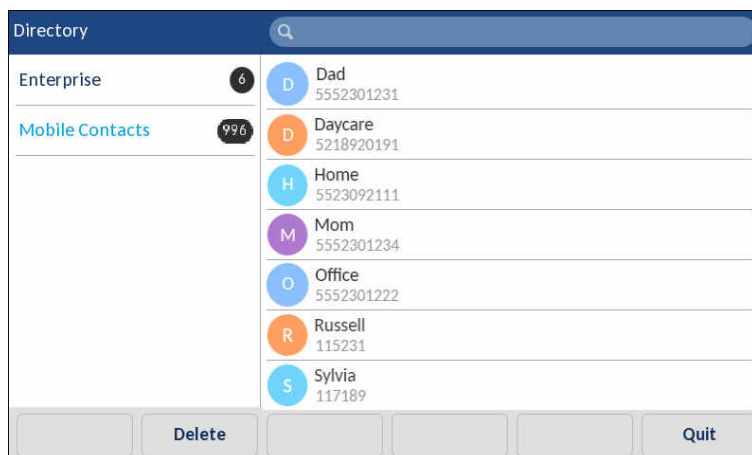 Directory
Enterprise 6
Mobile Contacts 996
D Dad
5552301231
D Daycare
5218920191
H Home
5523092111
M Mom
5552301234
O Office
5552301222
R Russell
115231
S Sylvia
117189
Delete Quit